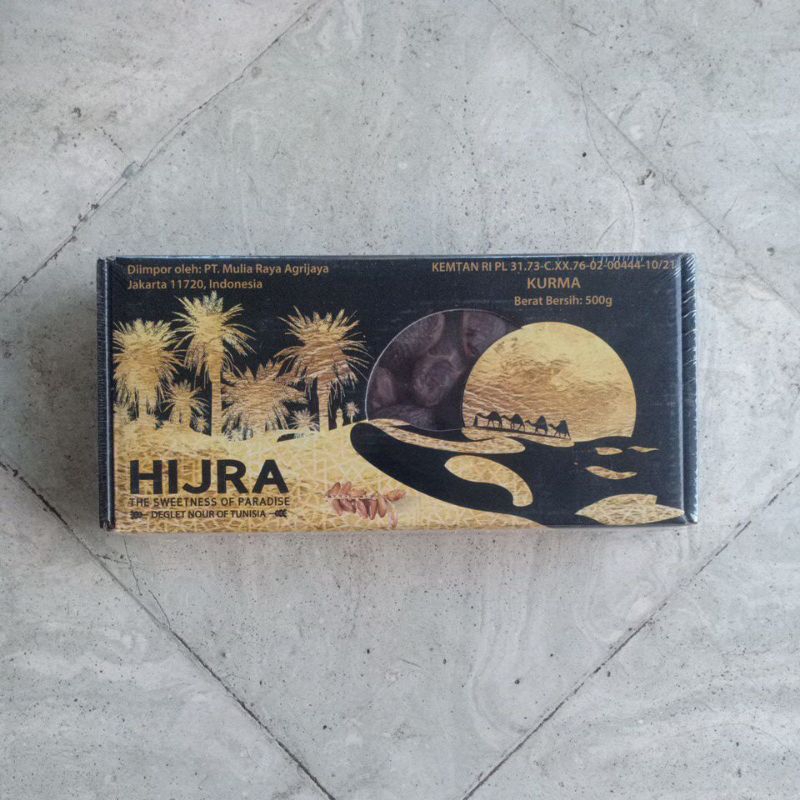 Diimpor oleh: PT. Mulia Raya Agrijaya
Jakarta 11720, Indonesia
KEMTAN RI PL 31.73-C.XX.76-02-00444-10/21
KURMA
Berat Bersih: 500g
HIJRA
THE SWEETNESS OF PARADISE
DEGLET NOUR OF TUNISIA